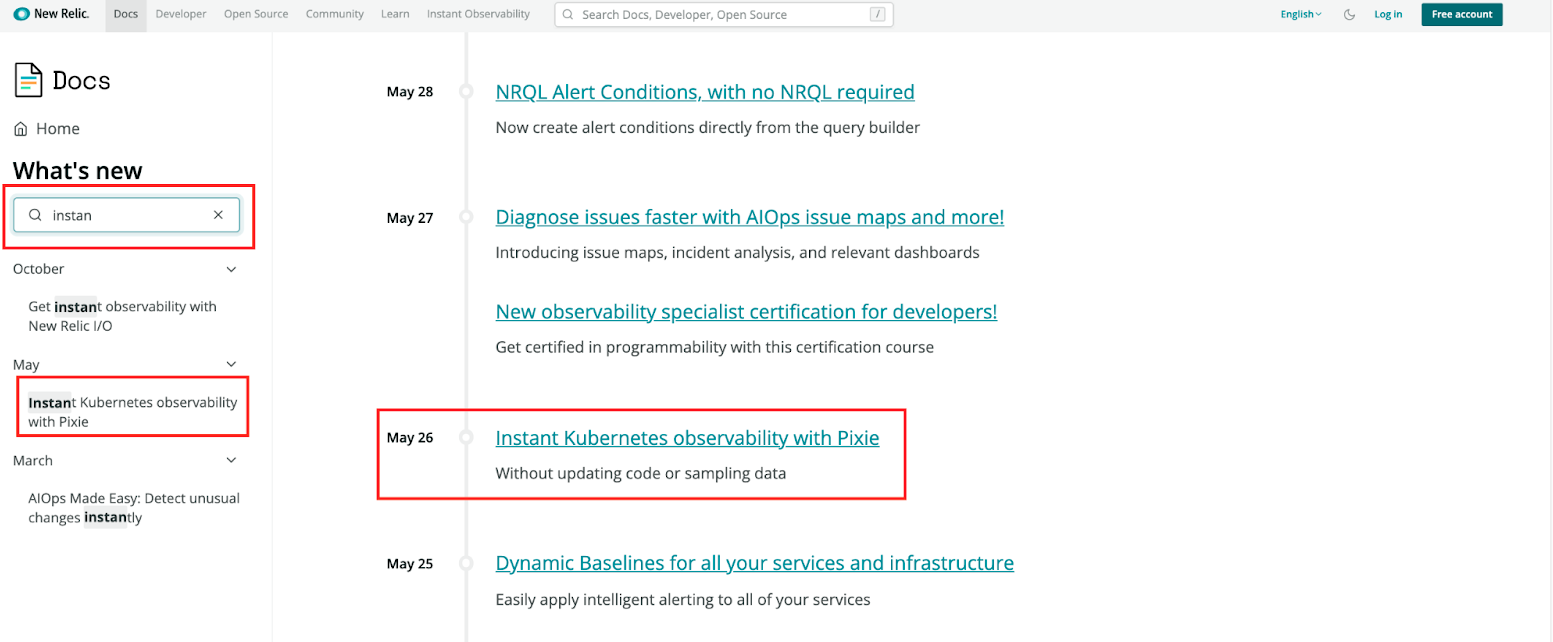 New Relic.
Docs
Developer
Open Source
Community
Learn
Instant Observability
Search Docs, Developer, Open Source
/
English
Log in
Free account
Docs
Home
What's new
instan
October
Get instant observability with
New Relic I/O
May
Instant Kubernetes observability
with Pixie
March
AIOps Made Easy: Detect unusual
changes instantly
May 28
NRQL Alert Conditions, with no NRQL required
Now create alert conditions directly from the query builder
May 27
Diagnose issues faster with AIOps issue maps and more!
Introducing issue maps, incident analysis, and relevant dashboards
New observability specialist certification for developers!
Get certified in programmability with this certification course
May 26
Instant Kubernetes observability with Pixie
Without updating code or sampling data
May 25
Dynamic Baselines for all your services and infrastructure
Easily apply intelligent alerting to all of your services